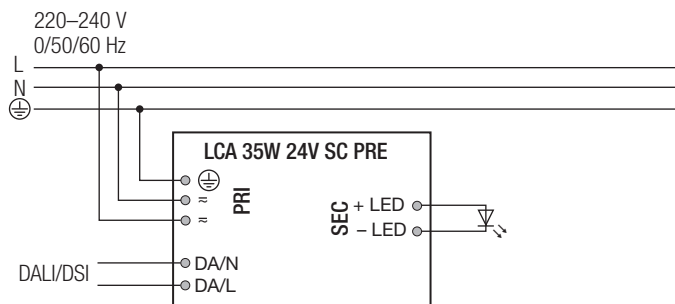 220–240 V
0/50/60 Hz
L
N
LCA 35W 24V SC PRE
PRI
≂
≂
SEC
+ LED
– LED
DALI/DSI
DA/N
DA/L